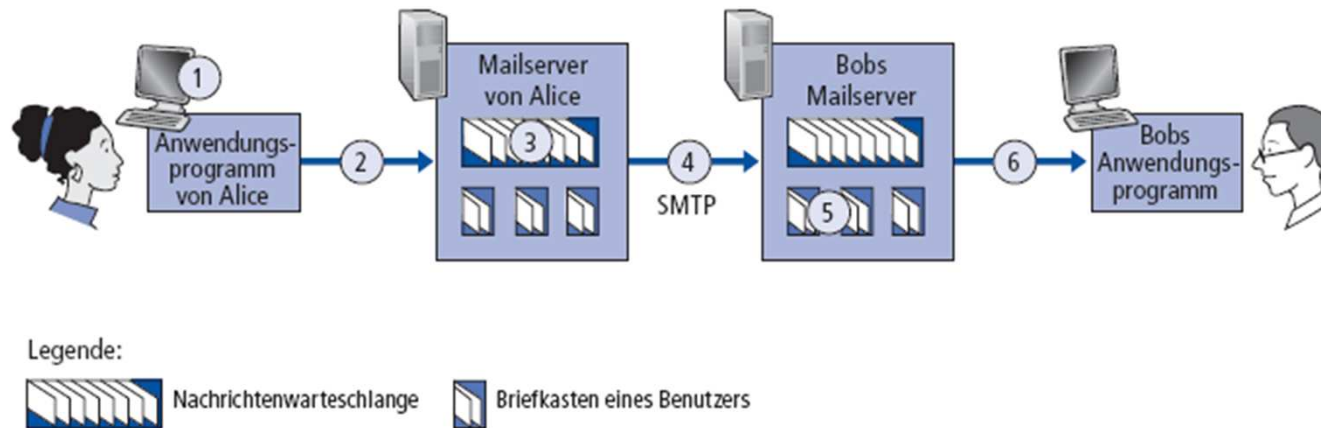 1
Anwendungs-
programm
von Alice
2
Mailserver
von Alice
3
4
SMTP
Bobs
Mailserver
5
6
Bobs
Anwendungs-
programm
Legende:
Nachrichtenwarteschlange
Briefkasten eines Benutzers